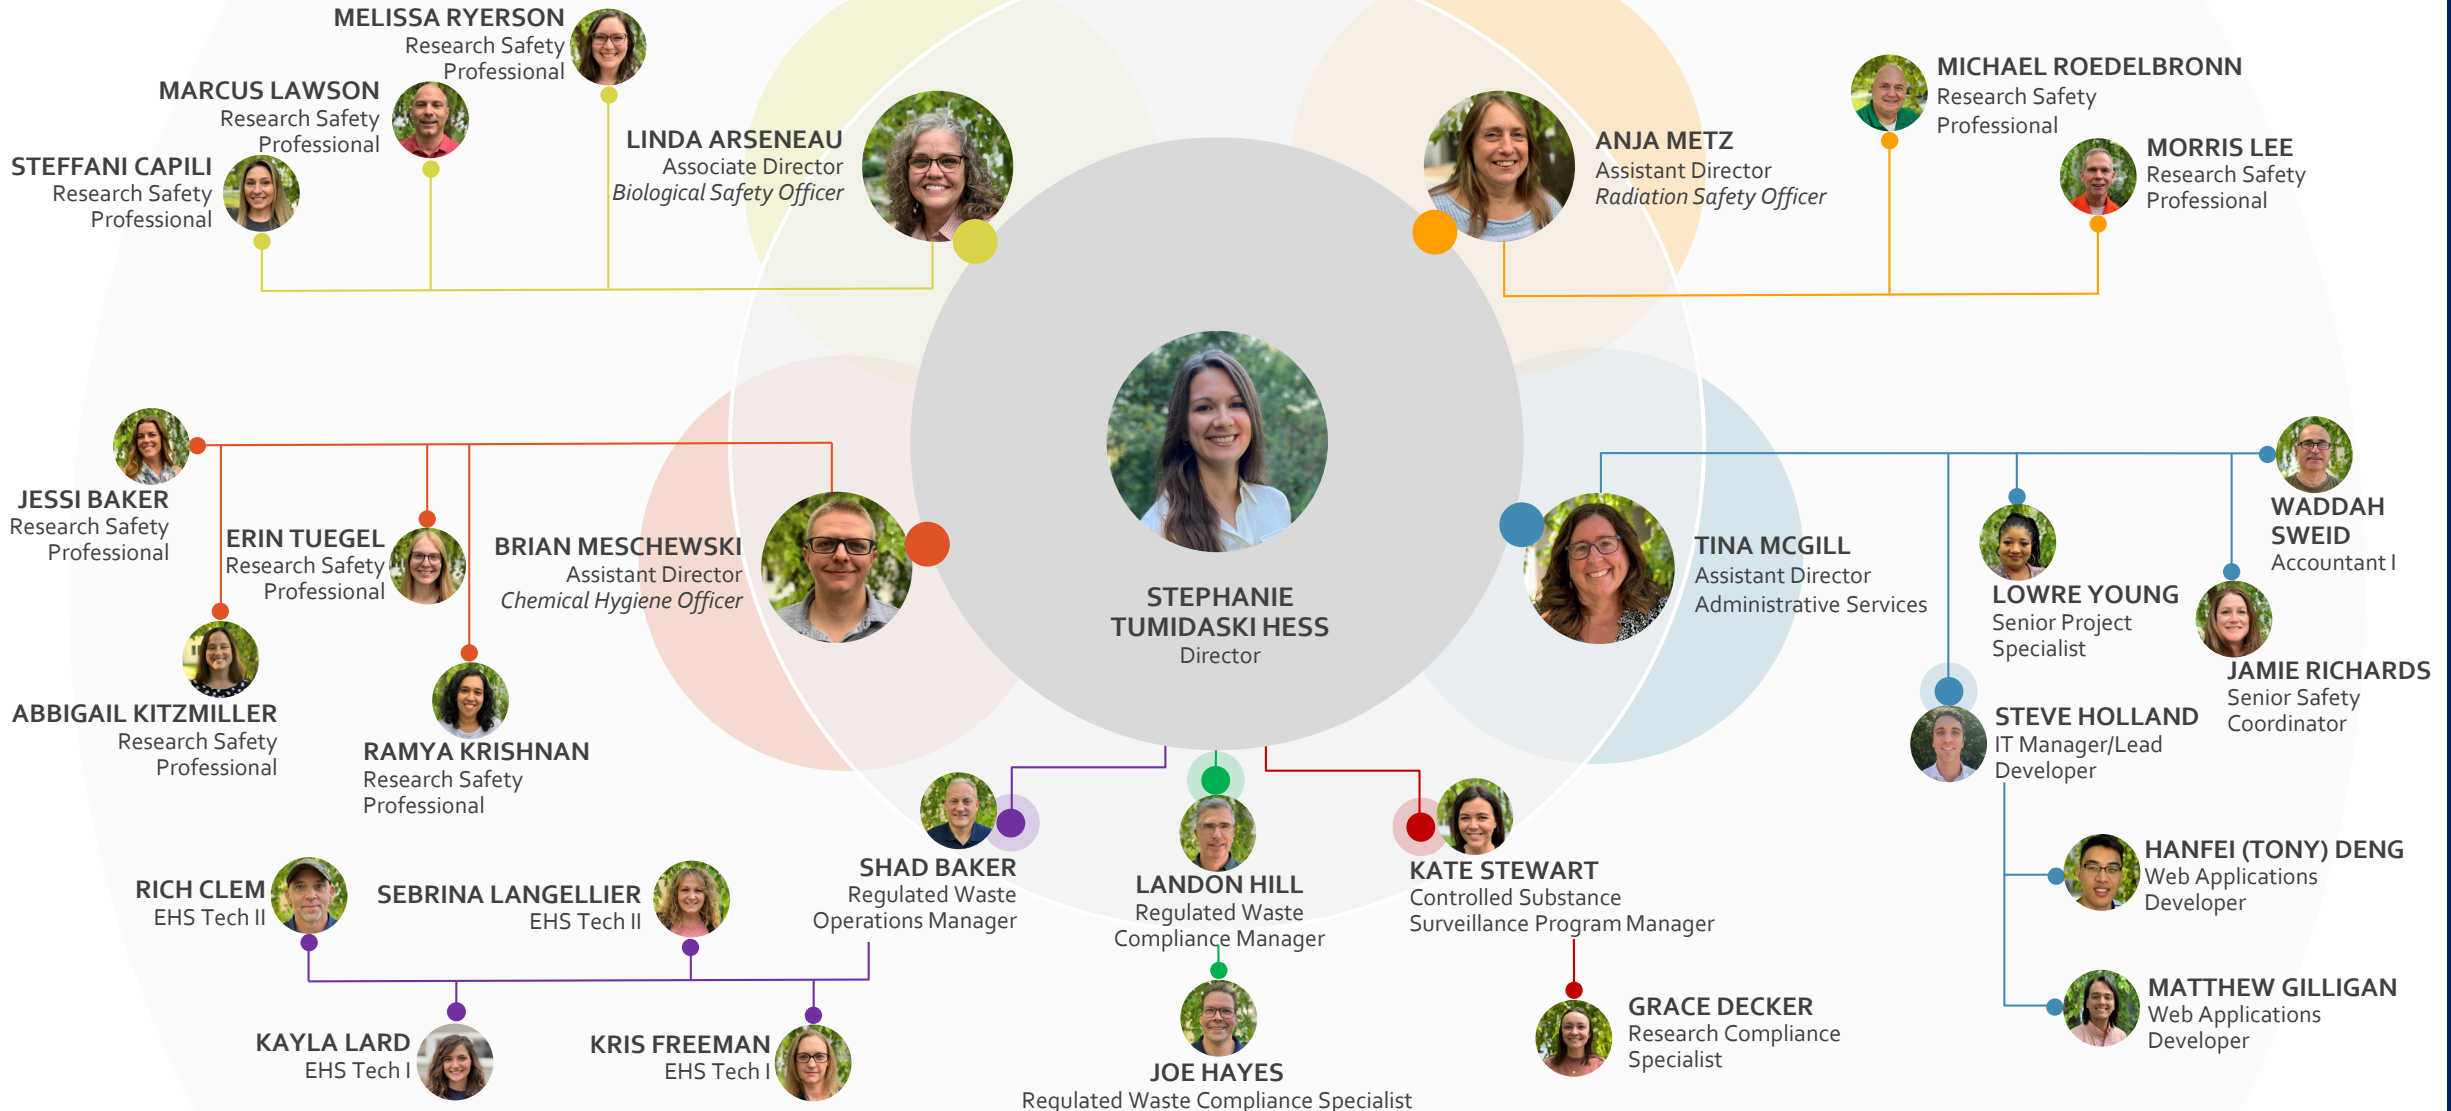 MELISSA RYERSON
Research Safety
Professional
MARCUS LAWSON
Research Safety
Professional
STEFFANI CAPILI
Research Safety
Professional
LINDA ARSENEAU
Associate Director
Biological Safety Officer
ANJA METZ
Assistant Director
Radiation Safety Officer
MICHAEL ROEDELBRONN
Research Safety
Professional
MORRIS LEE
Research Safety
Professional
JESSI BAKER
Research Safety
Professional
ERIN TUEGEL
Research Safety
Professional
BRIAN MESCHEWSKI
Assistant Director
Chemical Hygiene Officer
ABBIGAIL KITZMILLER
Research Safety
Professional
RAMYA KRISHNAN
Research Safety
Professional
STEPHANIE
TUMIDASKI HESS
Director
TINA MCGILL
Assistant Director
Administrative Services
WADDAH
SWEID
Accountant I
LOWRE YOUNG
Senior Project
Specialist
JAMIE RICHARDS
Senior Safety
Coordinator
STEVE HOLLAND
IT Manager/Lead
Developer
HANFEI (TONY) DENG
Web Applications
Developer
MATTHEW GILLIGAN
Web Applications
Developer
SHAD BAKER
Regulated Waste
Operations Manager
RICH CLEM
EHS Tech II
SEBRINA LANGELLIER
EHS Tech II
KAYLA LARD
EHS Tech I
KRIS FREEMAN
EHS Tech I
LANDON HILL
Regulated Waste
Compliance Manager
JOE HAYES
Regulated Waste Compliance Specialist
KATE STEWART
Controlled Substance
Surveillance Program Manager
GRACE DECKER
Research Compliance
Specialist